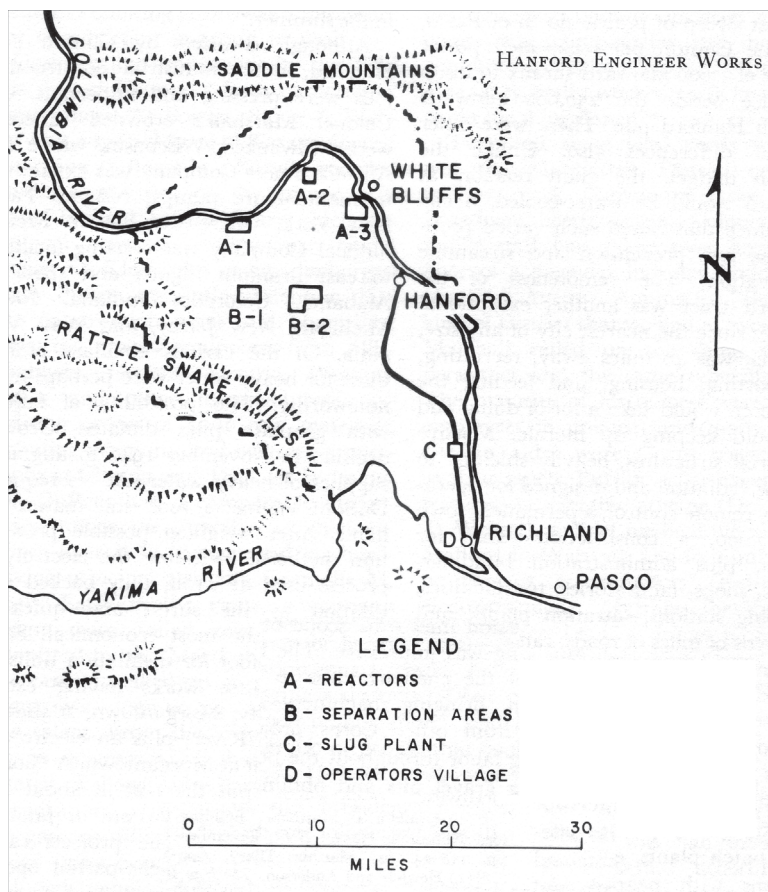 HANFORD ENGINEER WORKS
SADDLE MOUNTAINS
COLUMBIA RIVER
WHITE BLUFFS
A-2
A-3
A-1
N
HANFORD
B-1
B-2
RATTLE SNAKE HILLS
C
D
RICHLAND
PASCO
YAKIMA RIVER
LEGEND
A - REACTORS
B - SEPARATION AREAS
C - SLUG PLANT
D - OPERATORS VILLAGE
0 10 20 30
MILES